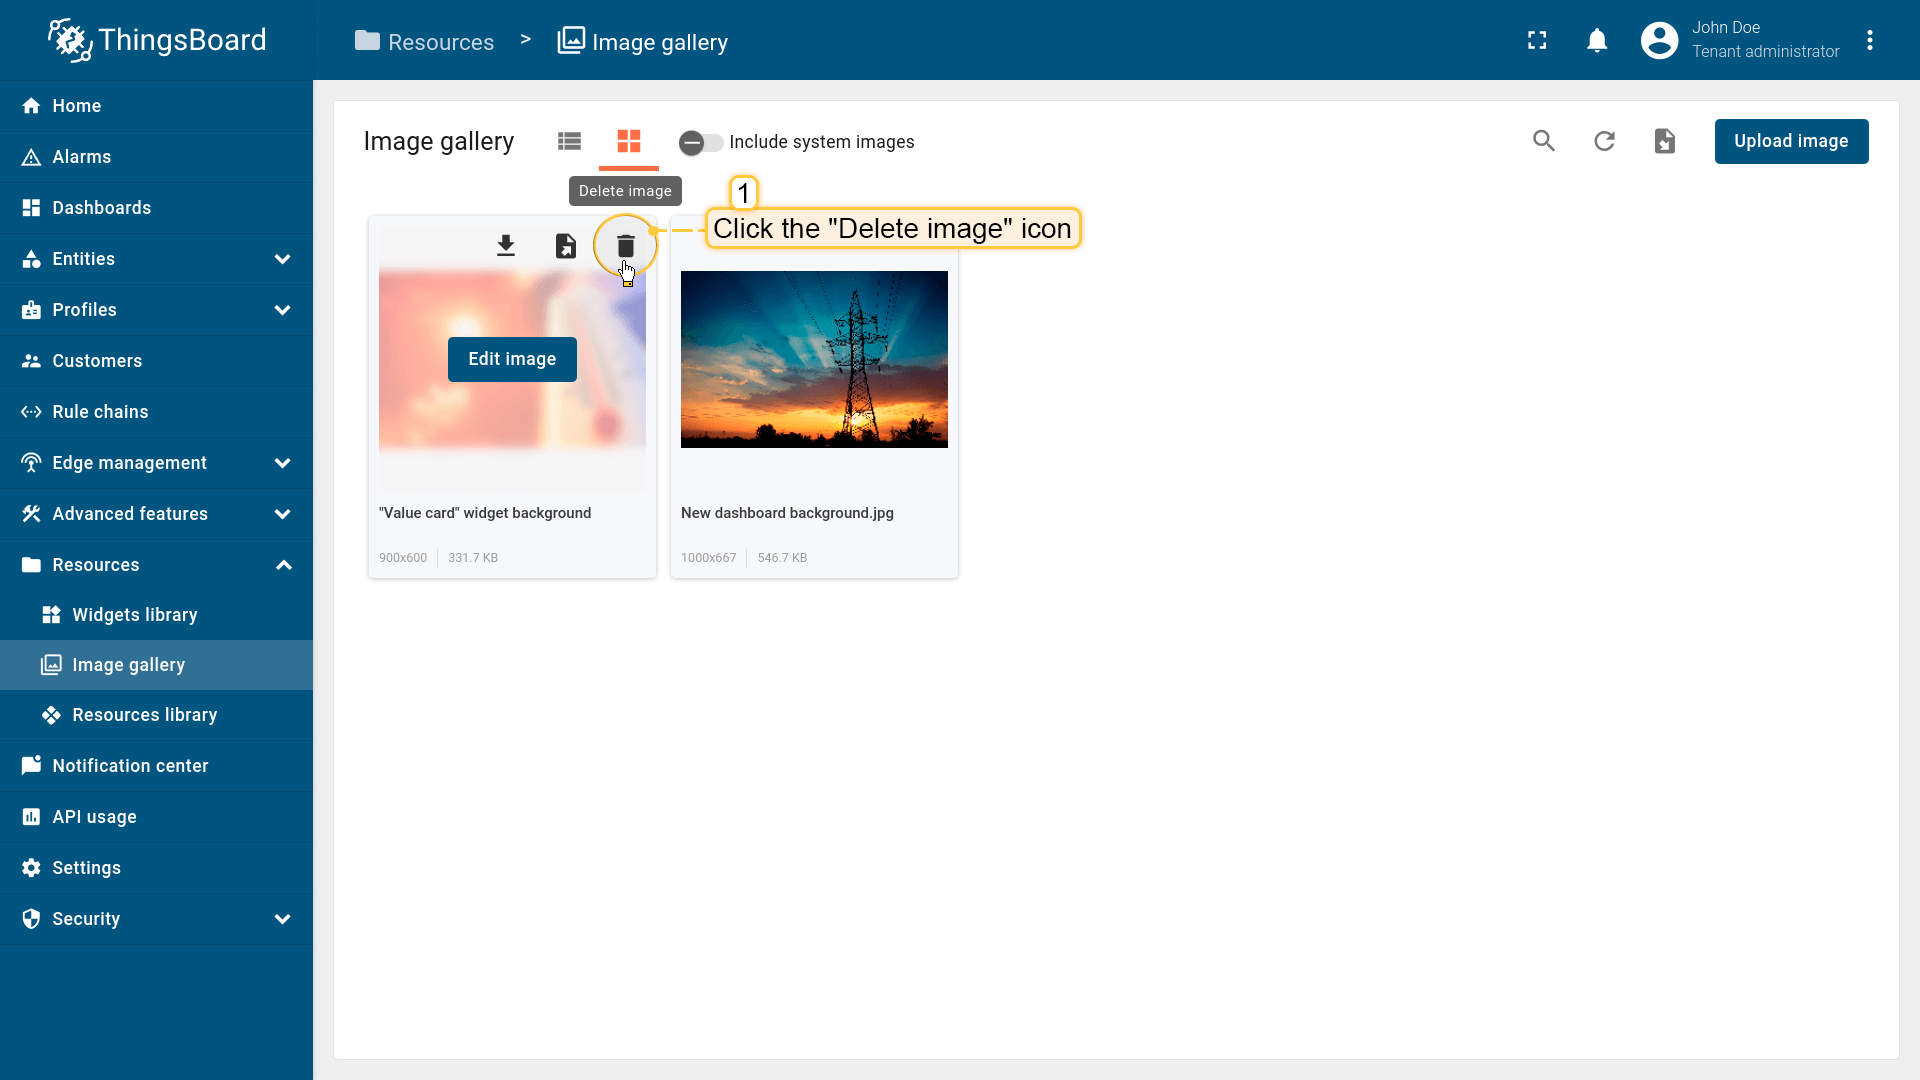 ThingsBoard
Resources > Image gallery
John Doe
Tenant administrator
Home
Alarms
Dashboards
Entities
Profiles
Customers
Rule chains
Edge management
Advanced features
Resources
Widgets library
Image gallery
Resources library
Notification center
API usage
Settings
Security
Image gallery
Include system images
Upload image
Delete image
1
Click the "Delete image" icon
Edit image
"Value card" widget background
900x600 331.7 KB
New dashboard background.jpg
1000x667 546.7 KB